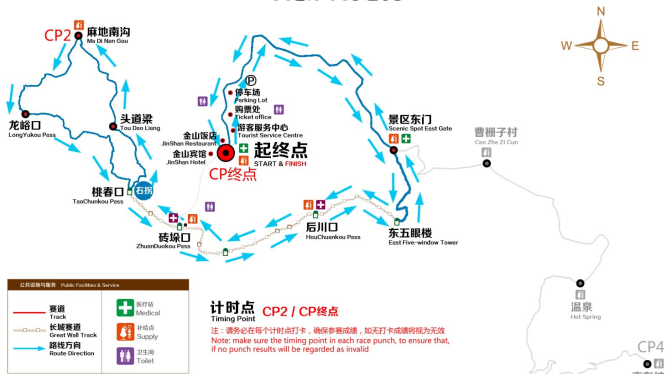 CP2
麻地南沟
Ma Di Nan Gou
N
W
E
S
P
停车场
Parking Lot
购票处
Ticket office
游客服务中心
Tourist Service Centre
龙峪口
LongYukou Pass
头道梁
Tou Dao Liang
金山饭店
JinShan Restaurant
金山宾馆
JinShan Hotel
起终点
START & FINISH
CP终点
景区东门
Scenic Spot East Gate
曹棚子村
Cao Zha Zi Cun
桃春口
TaoChunkou Pass
右拐
砖垛口
ZhuanDuokou Pass
后川口
HouChuankou Pass
东五眼楼
East Five-window Tower
公共设施与服务 Public Facilities & Service
赛道
Track
长城赛道
Great Wall Track
路线方向
Route Direction
医疗站
Medical
补给点
Supply
卫生间
Toilet
计时点 CP2 / CP终点
Timing Point
注：请务必在每个计时点打卡，确保参赛成绩，如无打卡成绩将视为无效
Note: make sure the timing point in each race punch, to ensure that,
if no punch results will be regarded as invalid
温泉
Hot Spring
CP4